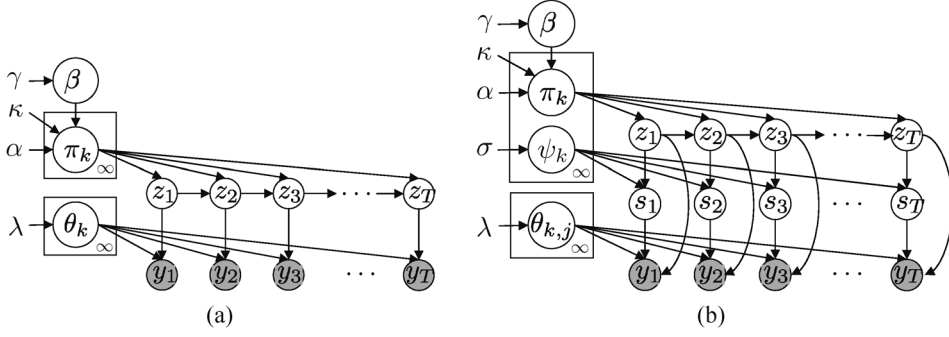 γ β
κ
α π_k ∞
z_1 z_2 z_3 ··· z_T
λ θ_k ∞
y_1 y_2 y_3 ··· y_T
(a)
γ β
κ
α π_k
z_1 z_2 z_3 ··· z_T
σ ψ_k ∞
s_1 s_2 s_3 ··· s_T
λ θ_{k,j} ∞
y_1 y_2 y_3 ··· y_T
(b)